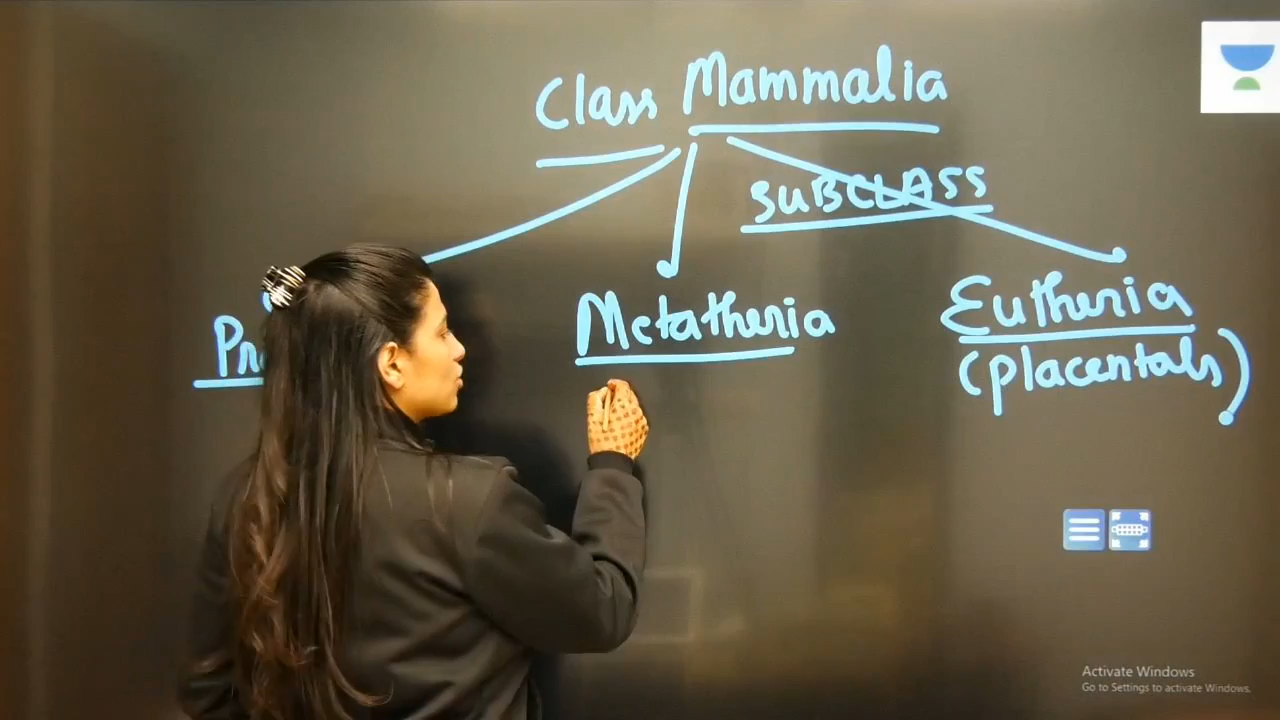 Class Mammalia
SUBCLASS
Metatheria
Eutheria
(placentals)
Activate Windows
Go to Settings to activate Windows.